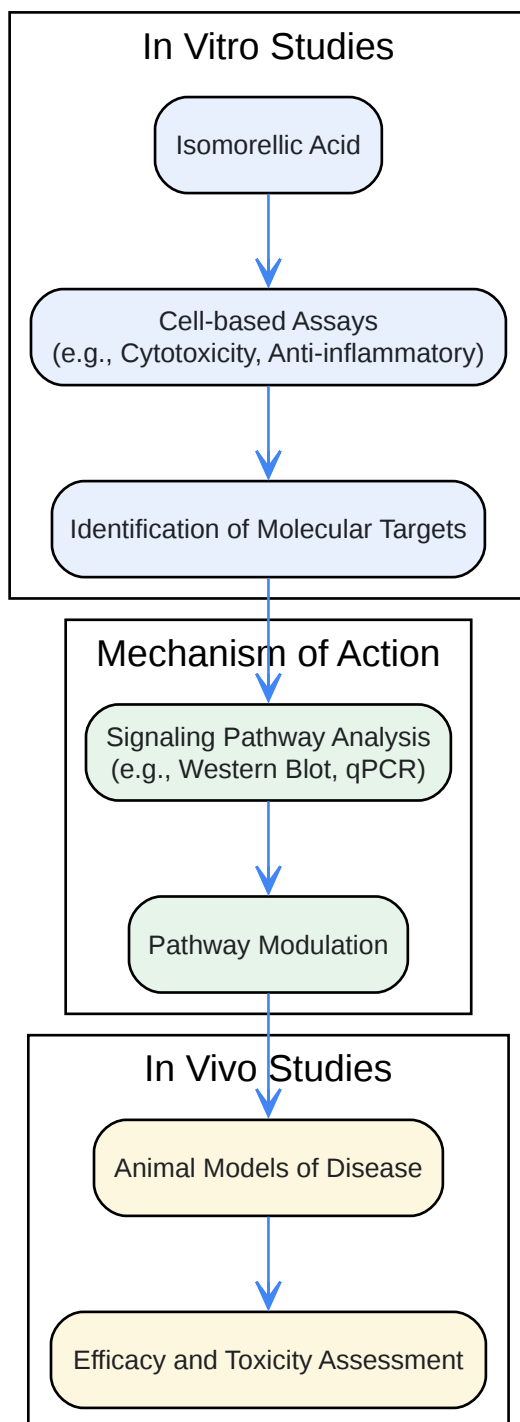 In Vitro Studies
Isomorellic Acid
Cell-based Assays
(e.g., Cytotoxicity, Anti-inflammatory)
Identification of Molecular Targets
Mechanism of Action
Signaling Pathway Analysis
(e.g., Western Blot, qPCR)
Pathway Modulation
In Vivo Studies
Animal Models of Disease
Efficacy and Toxicity Assessment